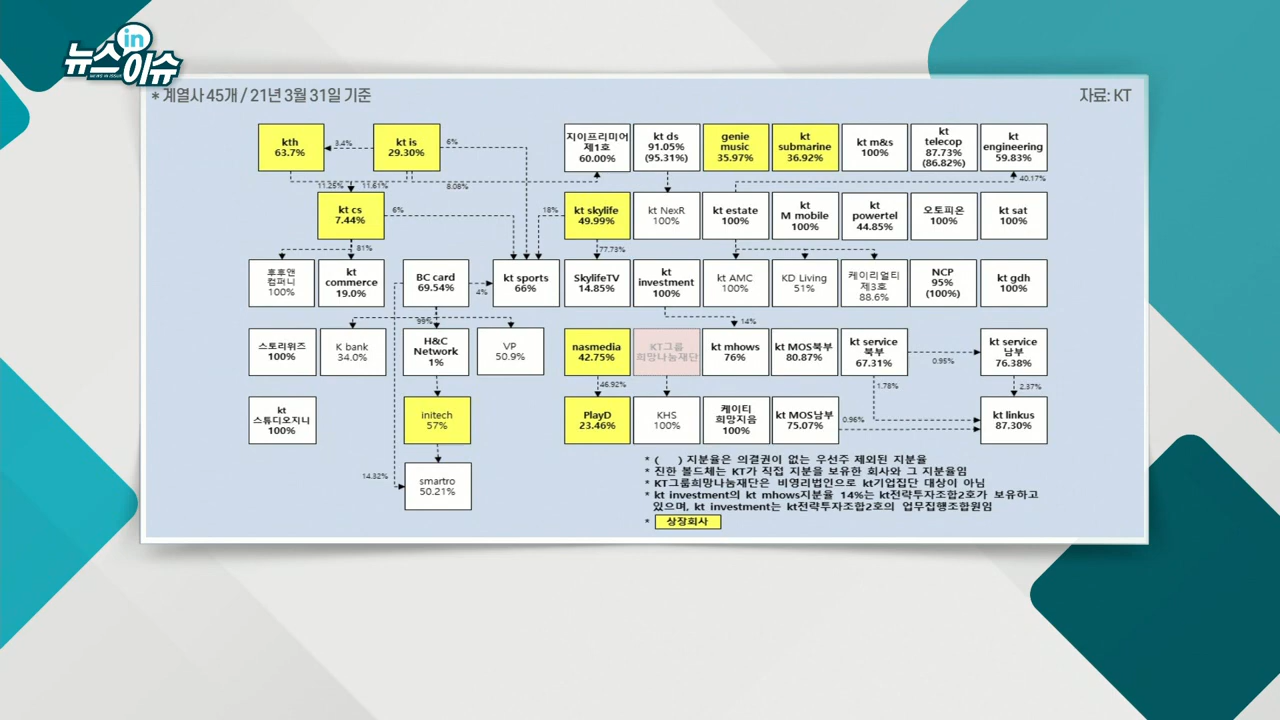 뉴스 in 이슈
NEWS IN ISSUE
* 계열사 45개 / 21년 3월 31일 기준
자료: KT
kth
63.7%
3.4%
kt is
29.30%
6%
지이프리미어
제1호
60.00%
kt ds
91.05%
(95.31%)
genie
music
35.97%
kt
submarine
36.92%
kt m&s
100%
kt
telecop
87.73%
(86.82%)
kt
engineering
59.83%
11.25%
11.61%
8.08%
40.17%
kt cs
7.44%
6%
18%
kt skylife
49.99%
kt NexR
100%
kt estate
100%
kt
M mobile
100%
kt
powertel
44.85%
오토피온
100%
kt sat
100%
81%
77.73%
후후앤
컴퍼니
100%
kt
commerce
19.0%
BC card
69.54%
4%
kt sports
66%
SkylifeTV
14.85%
kt
investment
100%
kt AMC
100%
KD Living
51%
케이리얼티
제3호
88.6%
NCP
95%
(100%)
kt gdh
100%
99%
14%
스토리위즈
100%
K bank
34.0%
H&C
Network
1%
VP
50.9%
nasmedia
42.75%
KT그룹
희망나눔재단
kt mhows
76%
kt MOS북부
80.87%
kt service
북부
67.31%
0.95%
kt service
남부
76.38%
46.92%
1.78%
2.37%
kt
스튜디오지니
100%
initech
57%
PlayD
23.46%
KHS
100%
케이티
희망지음
100%
kt MOS남부
75.07%
0.96%
kt linkus
87.30%
14.32%
smartro
50.21%
* ( ) 지분율은 의결권이 없는 우선주 제외된 지분율
* 진한 볼드체는 KT가 직접 지분을 보유한 회사와 그 지분율임
* KT그룹희망나눔재단은 비영리법인으로 kt기업집단 대상이 아님
* kt investment의 kt mhows지분율 14%는 kt전략투자조합2호가 보유하고
있으며, kt investment는 kt전략투자조합2호의 업무집행조합원임
* 상장회사